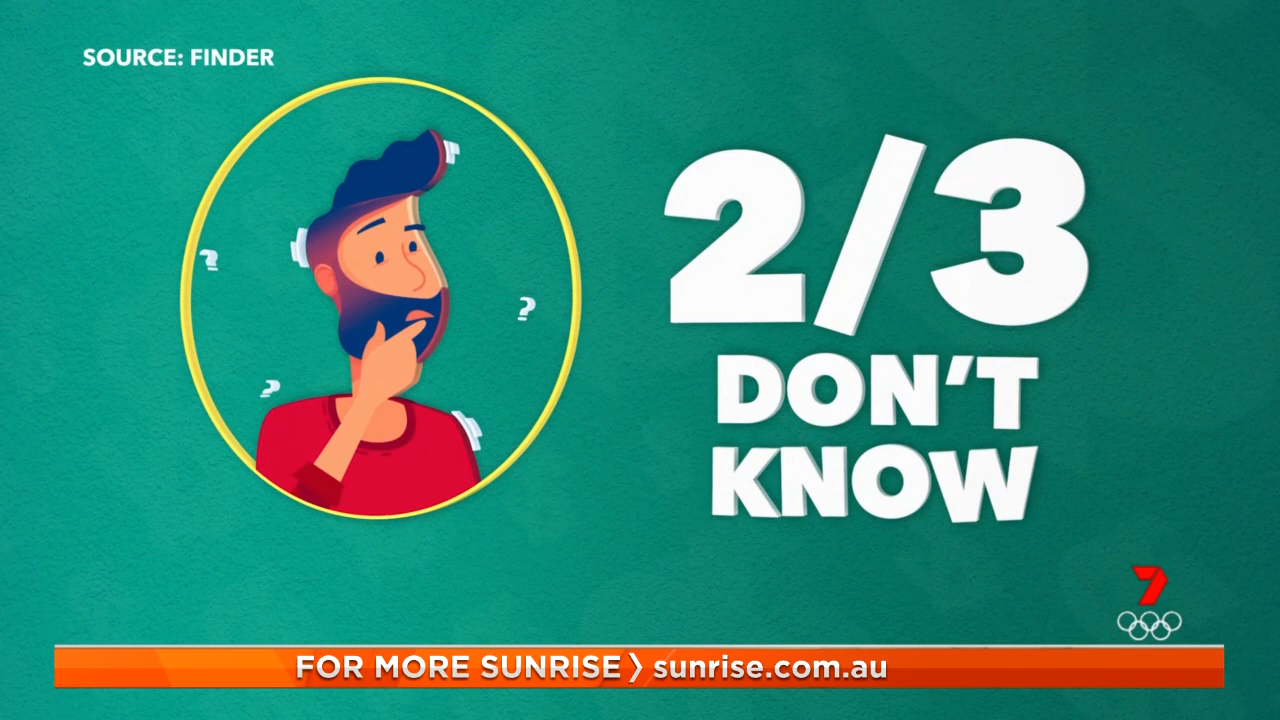 SOURCE: FINDER
?
?
?
2/3
DON'T
KNOW
7
FOR MORE SUNRISE 〉 sunrise.com.au